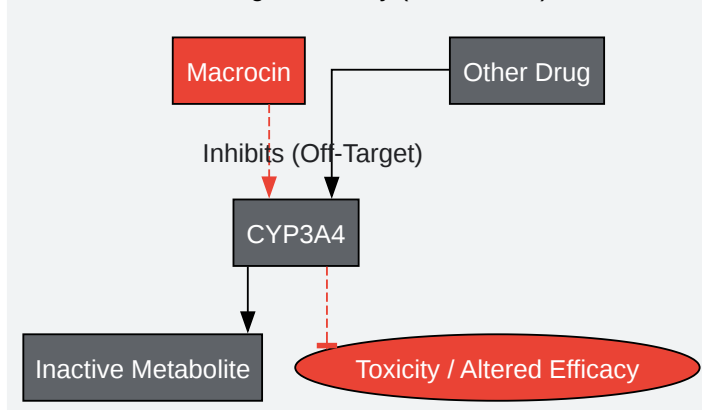 Macrocin
Other Drug
Inhibits (Off-Target)
CYP3A4
Inactive Metabolite
Toxicity / Altered Efficacy